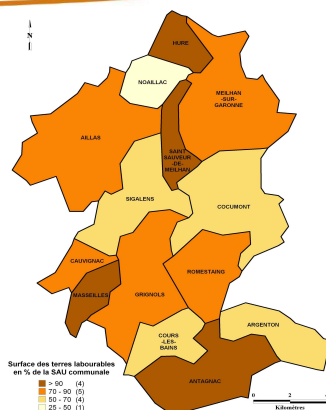 N
HURE
NOAILLAC
MEILHAN
-SUR-
GARONNE
AILLAS
SAINT
SAUVEUR
-DE-
MEILHAN
SIGALENS
COCUMONT
CAUVIGNAC
ROMESTAING
MASSEILLES
GRIGNOLS
ARGENTON
COURS
-LES-
BAINS
ANTAGNAC
Surface des terres labourables
en % de la SAU communale
> 90 (4)
70 - 90 (5)
50 - 70 (4)
25 - 50 (1)
0 2
Kilomètres